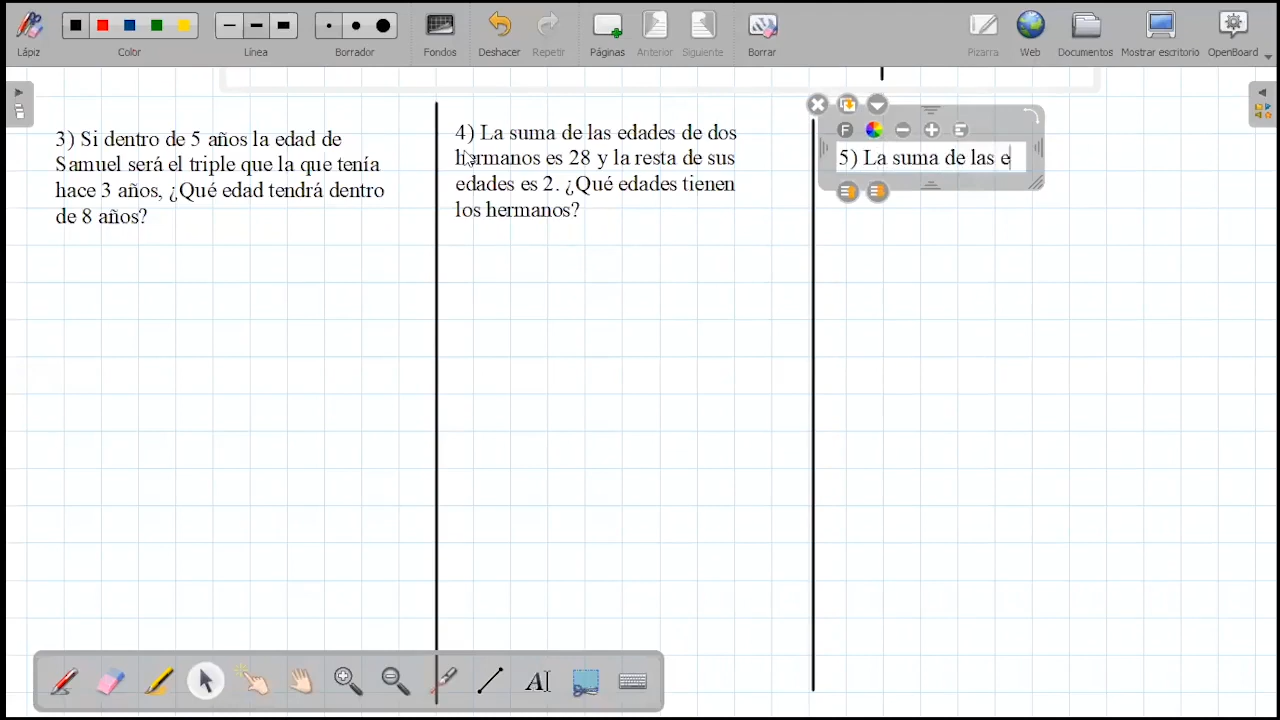 Lápiz
Color
Línea
Borrador
Fondos
Deshacer
Repetir
Páginas
Anterior
Siguiente
Borrar
Pizarra
Web
Documentos
Mostrar escritorio
OpenBoard
3) Si dentro de 5 años la edad de
Samuel será el triple que la que tenía
hace 3 años, ¿Qué edad tendrá dentro
de 8 años?
4) La suma de las edades de dos
hermanos es 28 y la resta de sus
edades es 2. ¿Qué edades tienen
los hermanos?
F
5) La suma de las e
A